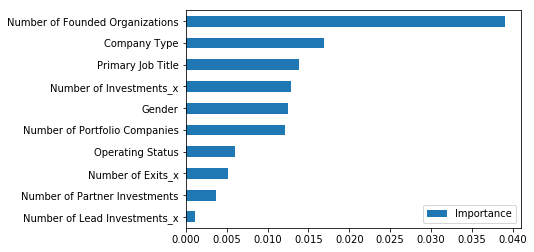 Number of Founded Organizations
Company Type
Primary Job Title
Number of Investments_x
Gender
Number of Portfolio Companies
Operating Status
Number of Exits_x
Number of Partner Investments
Number of Lead Investments_x
Importance
0.000 0.005 0.010 0.015 0.020 0.025 0.030 0.035 0.040